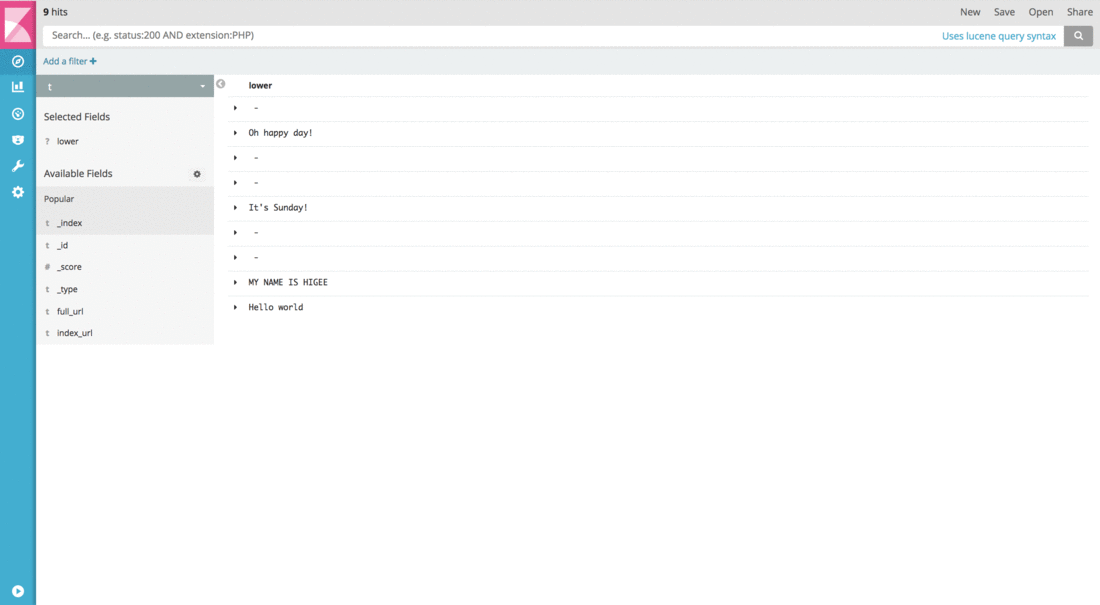 9 hits
New Save Open Share
Search... (e.g. status:200 AND extension:PHP)
Uses lucene query syntax
Add a filter +
t
Selected Fields
? lower
Available Fields
Popular
t _index
t _id
# _score
t _type
t full_url
t index_url
lower
-
Oh happy day!
-
-
It's Sunday!
-
-
MY NAME IS HIGEE
Hello world